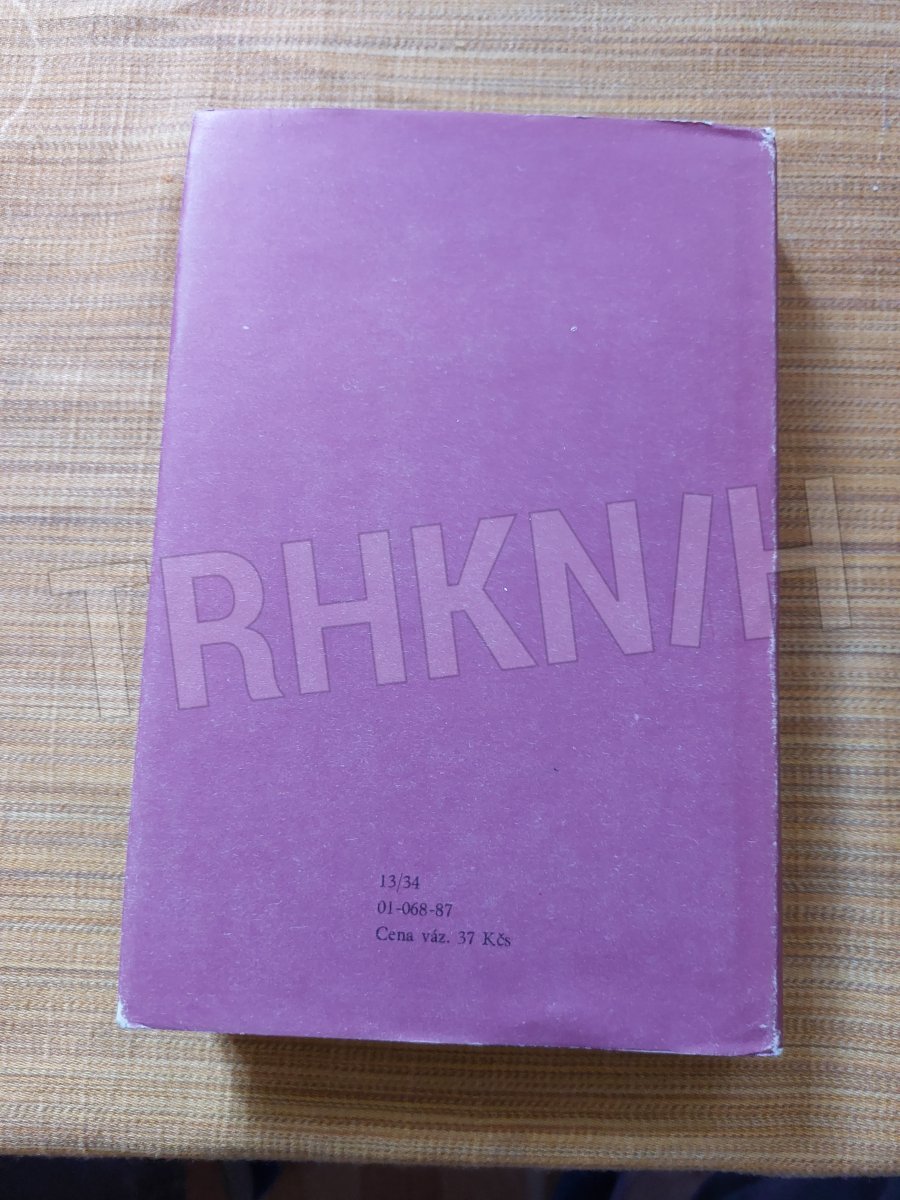 TRHKNIH
13/34
01-068-87
Cena váz. 37 Kčs